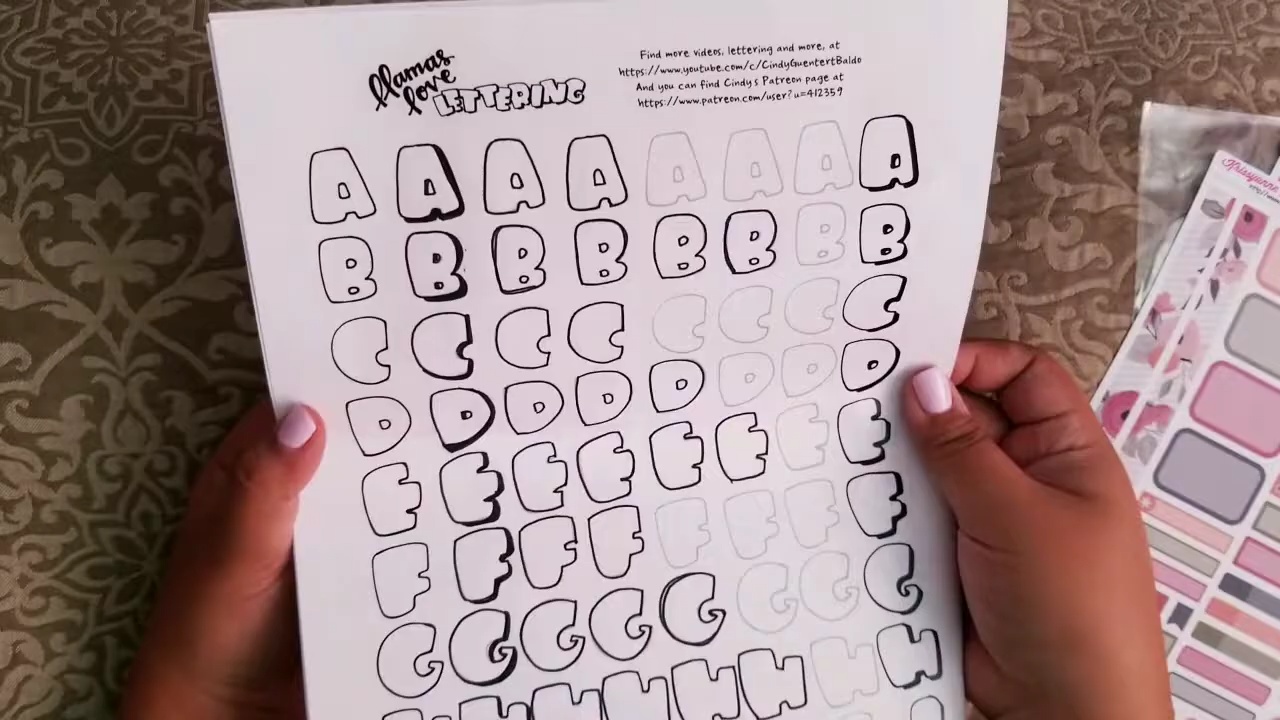 llamas
love
LETTERING
Find more videos, lettering and more, at
https://www.youtube.com/c/CindyGuentertBaldo
And you can find Cindy's Patreon page at
https://www.patreon.com/user?u=412359
A A A A A A A A
B B B B B B B B
C C C C C C C C
D D D D D D D D
E E E E E E E E
F F F F F F F F
G G G G G G G G
H H H H H H H H